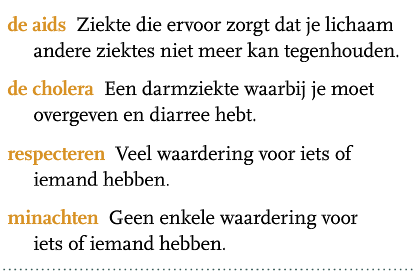 de aids Ziekte die ervoor zorgt dat je lichaam
andere ziektes niet meer kan tegenhouden.
de cholera Een darmziekte waarbij je moet
overgeven en diarree hebt.
respecteren Veel waardering voor iets of
iemand hebben.
minachten Geen enkele waardering voor
iets of iemand hebben.